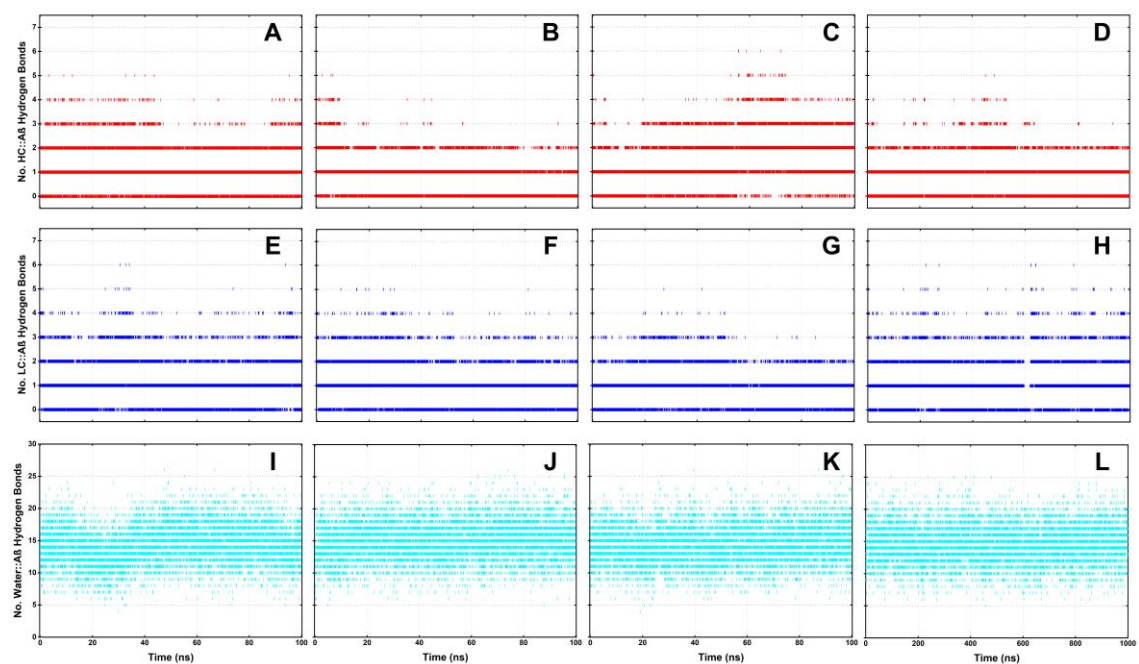 A B C D
No. HC::Aß Hydrogen Bonds
7
6
5
4
3
2
1
0
E F G H
No. LC::Aß Hydrogen Bonds
7
6
5
4
3
2
1
0
I J K L
No. Water::Aß Hydrogen Bonds
30
25
20
15
10
5
0
0 20 40 60 80 100 0 20 40 60 80 100 0 20 40 60 80 100 0 200 400 600 800 1000
Time (ns) Time (ns) Time (ns) Time (ns)